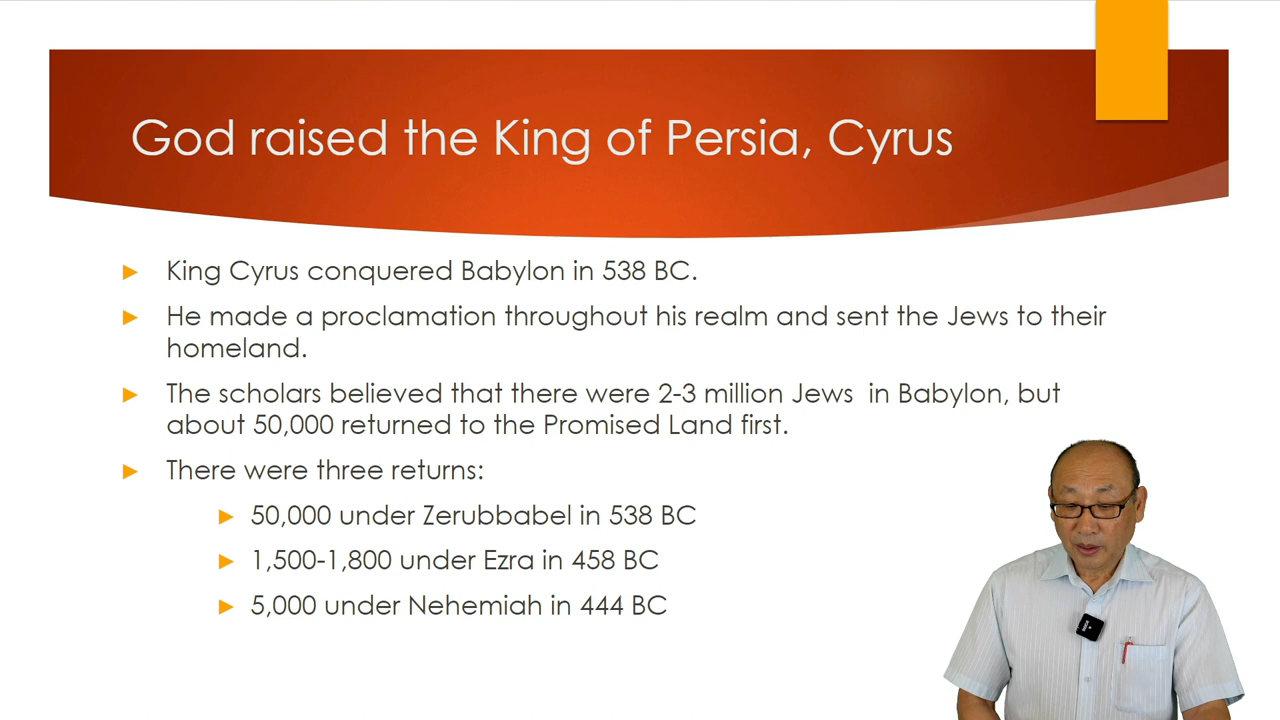 God raised the King of Persia, Cyrus
King Cyrus conquered Babylon in 538 BC.
He made a proclamation throughout his realm and sent the Jews to their
homeland.
The scholars believed that there were 2-3 million Jews  in Babylon, but
about 50,000 returned to the Promised Land first.
There were three returns:
50,000 under Zerubbabel in 538 BC
1,500-1,800 under Ezra in 458 BC
5,000 under Nehemiah in 444 BC